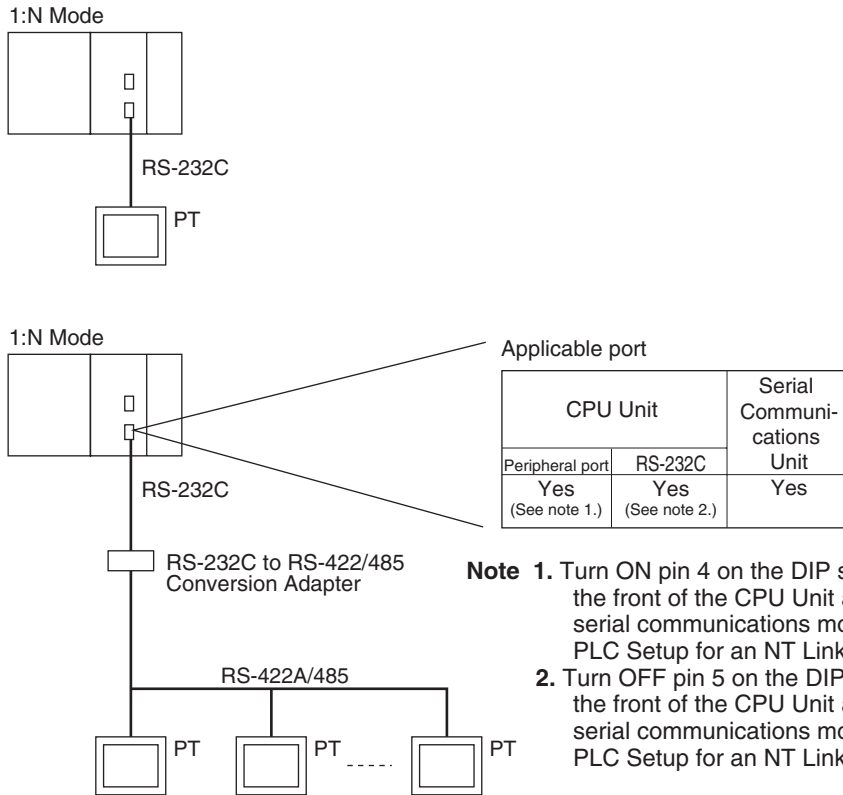 1:N Mode
RS-232C
PT
1:N Mode
Applicable port
CPU Unit
Serial
Communi-
cations
Unit
Peripheral port
RS-232C
Yes
(See note 1.)
Yes
(See note 2.)
Yes
RS-232C
RS-232C to RS-422/485
Conversion Adapter
Note 1. Turn ON pin 4 on the DIP
the front of the CPU Unit
serial communications
PLC Setup for an NT Link
2. Turn OFF pin 5 on the DIP
the front of the CPU Unit
serial communications
PLC Setup for an NT Link
RS-422A/485
PT
PT
PT